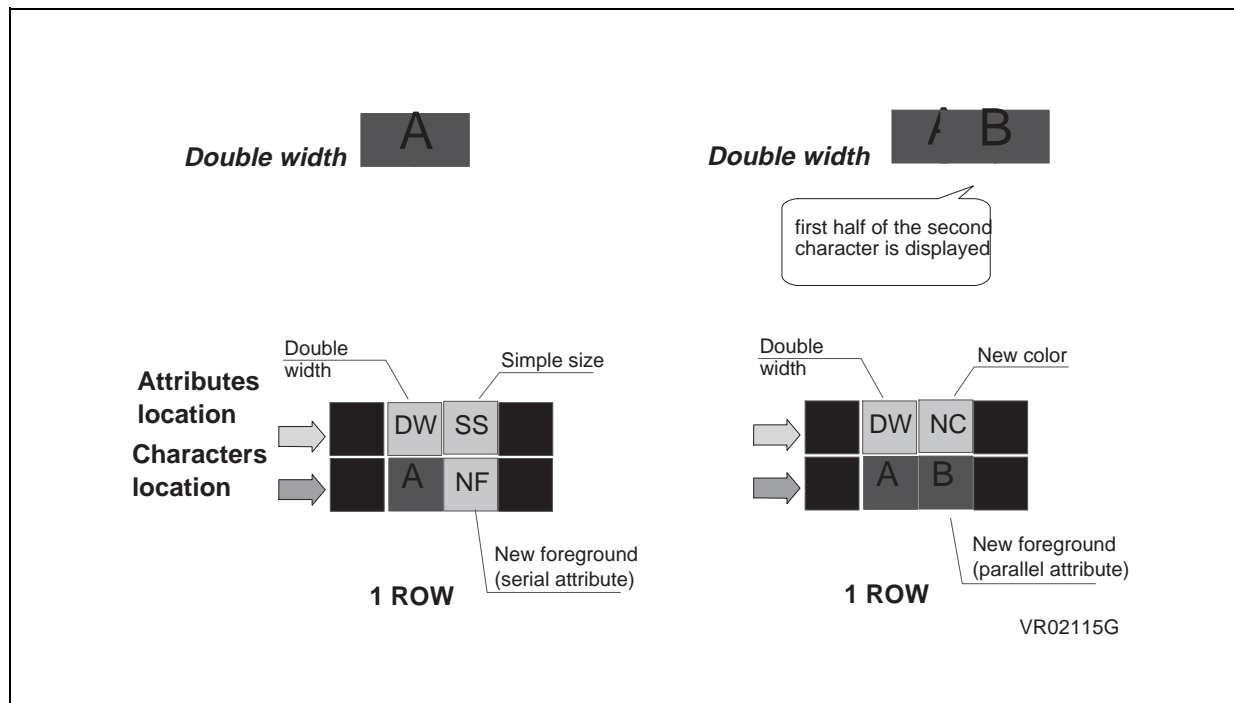 A
Double width
A B
Double width
first half of the second
character is displayed
Double
width
Simple size
Attributes
location
DW SS
Characters
location
A NF
New foreground
(serial attribute)
1 ROW
Double
width
New color
DW NC
A B
New foreground
(parallel attribute)
1 ROW
VR02115G